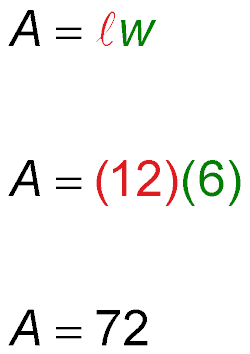 A = ℓw
A = (12)(6)
A = 72